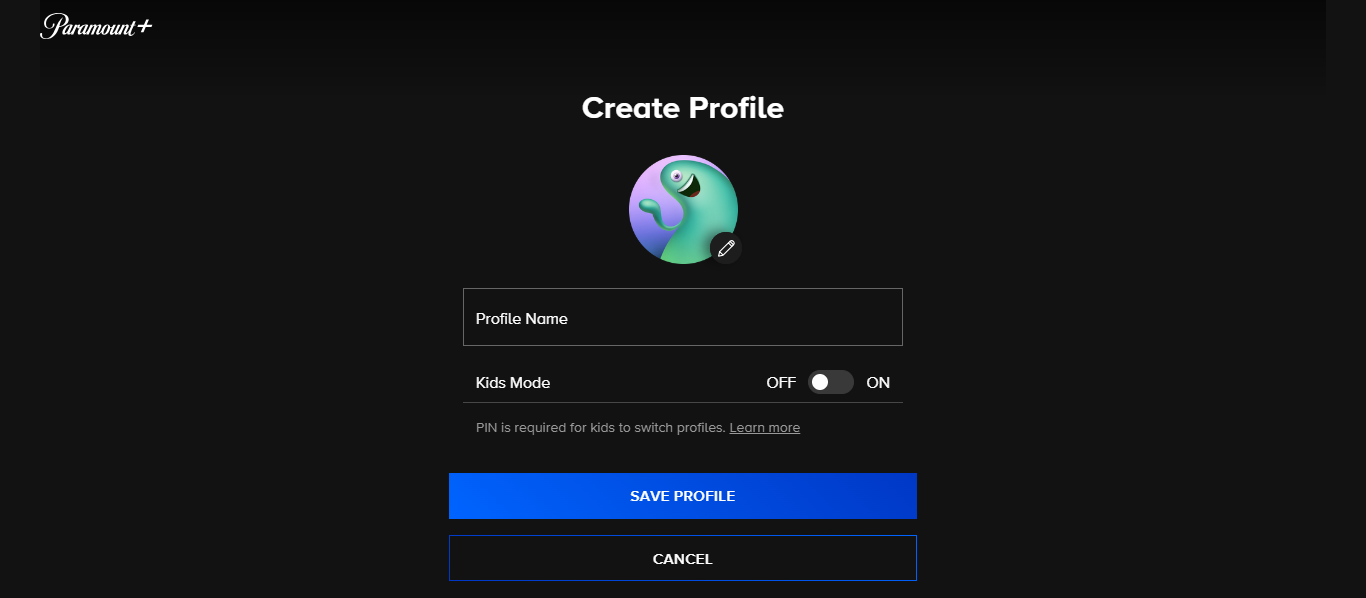 Paramount+
Create Profile
Profile Name
Kids Mode OFF ON
PIN is required for kids to switch profiles. Learn more
SAVE PROFILE
CANCEL